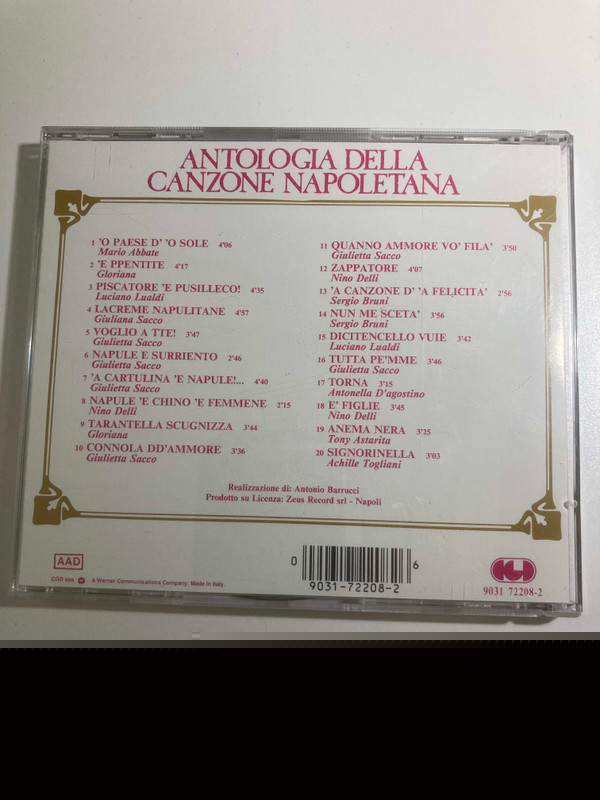 ANTOLOGIA DELLA
CANZONE NAPOLETANA
1 'O PAESE D' 'O SOLE 4'06
Mario Abbate
2 'E PPENTITE 4'17
Gloriana
3 PISCATORE 'E PUSILLECO! 4'35
Luciano Lualdi
4 LACREME NAPULITANE 4'57
Giuliana Sacco
5 VOGLIO A TTE! 3'47
Giulietta Sacco
6 NAPULE E SURRIENTO 2'46
Giulietta Sacco
7 'A CARTULINA 'E NAPULE!... 4'40
Giulietta Sacco
8 NAPULE 'E CHINO 'E FEMMENE 2'15
Nino Delli
9 TARANTELLA SCUGNIZZA 3'44
Gloriana
10 CONNOLA DD'AMMORE 3'36
Giulietta Sacco
11 QUANNO AMMORE VO' FILA' 3'50
Giulietta Sacco
12 ZAPPATORE 4'07
Nino Delli
13 'A CANZONE D' 'A FELICITA' 2'56
Sergio Bruni
14 NUN ME SCETA' 3'56
Sergio Bruni
15 DICITENCELLO VUIE 3'42
Luciano Lualdi
16 TUTTA PE'MME 3'46
Giulietta Sacco
17 TORNA 3'15
Antonella D'agostino
18 E' FIGLIE 3'45
Nino Delli
19 ANEMA NERA 3'25
Tony Astarita
20 SIGNORINELLA 3'03
Achille Togliani
Realizzazione di: Antonio Barrucci
Prodotto su Licenza: Zeus Record srl - Napoli
AAD
CGD A Warner Communications Company. Made in Italy.
0 6
9031-72208-2
9031 72208-2